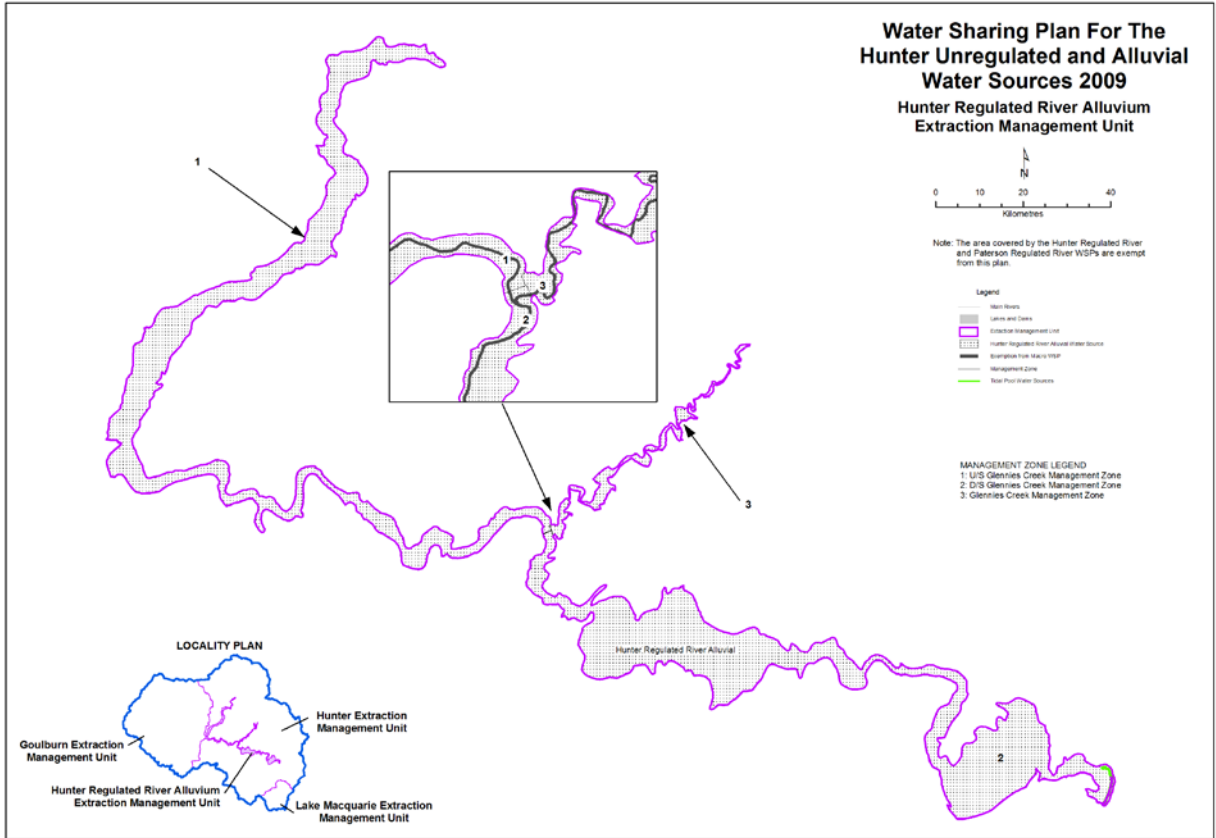 Water Sharing Plan For The
Hunter Unregulated and Alluvial
Water Sources 2009
Hunter Regulated River Alluvium
Extraction Management Unit
N
0 10 20 40
Kilometres
Note: The area covered by the Hunter Regulated River
and Paterson Regulated River WSPs are exempt
from this plan.
Legend
Main Rivers
Lakes and Dams
Extraction Management Unit
Hunter Regulated River Alluvial Water Source
Exemption from Macro WSP
Management Zone
Tidal Pool Water Sources
MANAGEMENT ZONE LEGEND
1: U/S Glennies Creek Management Zone
2: D/S Glennies Creek Management Zone
3: Glennies Creek Management Zone
1
1
3
2
3
Hunter Regulated River Alluvial
2
LOCALITY PLAN
Hunter Extraction
Management Unit
Goulburn Extraction
Management Unit
Hunter Regulated River Alluvium
Extraction Management Unit
Lake Macquarie Extraction
Management Unit